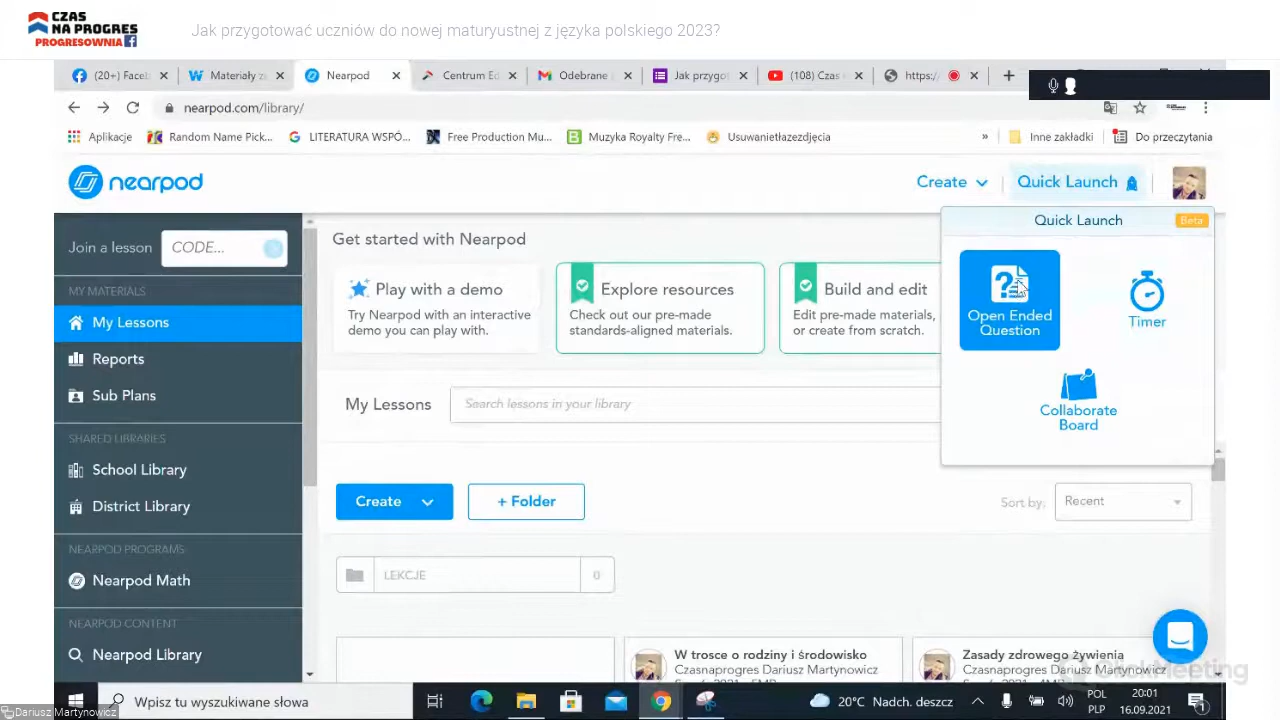 CZAS
NA PROGRES
PROGRESOWNIA
Jak przygotować uczniów do nowej maturyustnej z języka polskiego 2023?
(20+) Faceb
Materiały z
Nearpod
Centrum Ed
Odebrane
Jak przygot
(108) Czas
https:/
nearpod.com/library/
Aplikacje
Random Name Pick...
LITERATURA WSPÓ...
Free Production Mu...
Muzyka Royalty Fre...
Usuwanietłazezdjęcia
»
Inne zakładki
Do przeczytania
nearpod
Create
Quick Launch
Join a lesson
CODE...
Get started with Nearpod
Quick Launch
Beta
MY MATERIALS
My Lessons
Reports
Sub Plans
SHARED LIBRARIES
School Library
District Library
NEARPOD PROGRAMS
Nearpod Math
NEARPOD CONTENT
Nearpod Library
Play with a demo
Try Nearpod with an interactive
demo you can play with.
Explore resources
Check out our pre-made
standards-aligned materials.
Build and edit
Edit pre-made materials,
or create from scratch.
Open Ended
Question
Timer
Collaborate
Board
My Lessons
Search lessons in your library
Create
+ Folder
Sort by:
Recent
LEKCJE
0
W trosce o rodziny i środowisko
Czasnaprogres Dariusz Martynowicz
Zasady zdrowego żywienia
Czasnaprogres Dariusz Martynowicz
ClickMeeting
Wpisz tu wyszukiwane słowa
20°C Nadch. deszcz
POL
PLP
20:01
16.09.2021
1
Dariusz Martynowicz